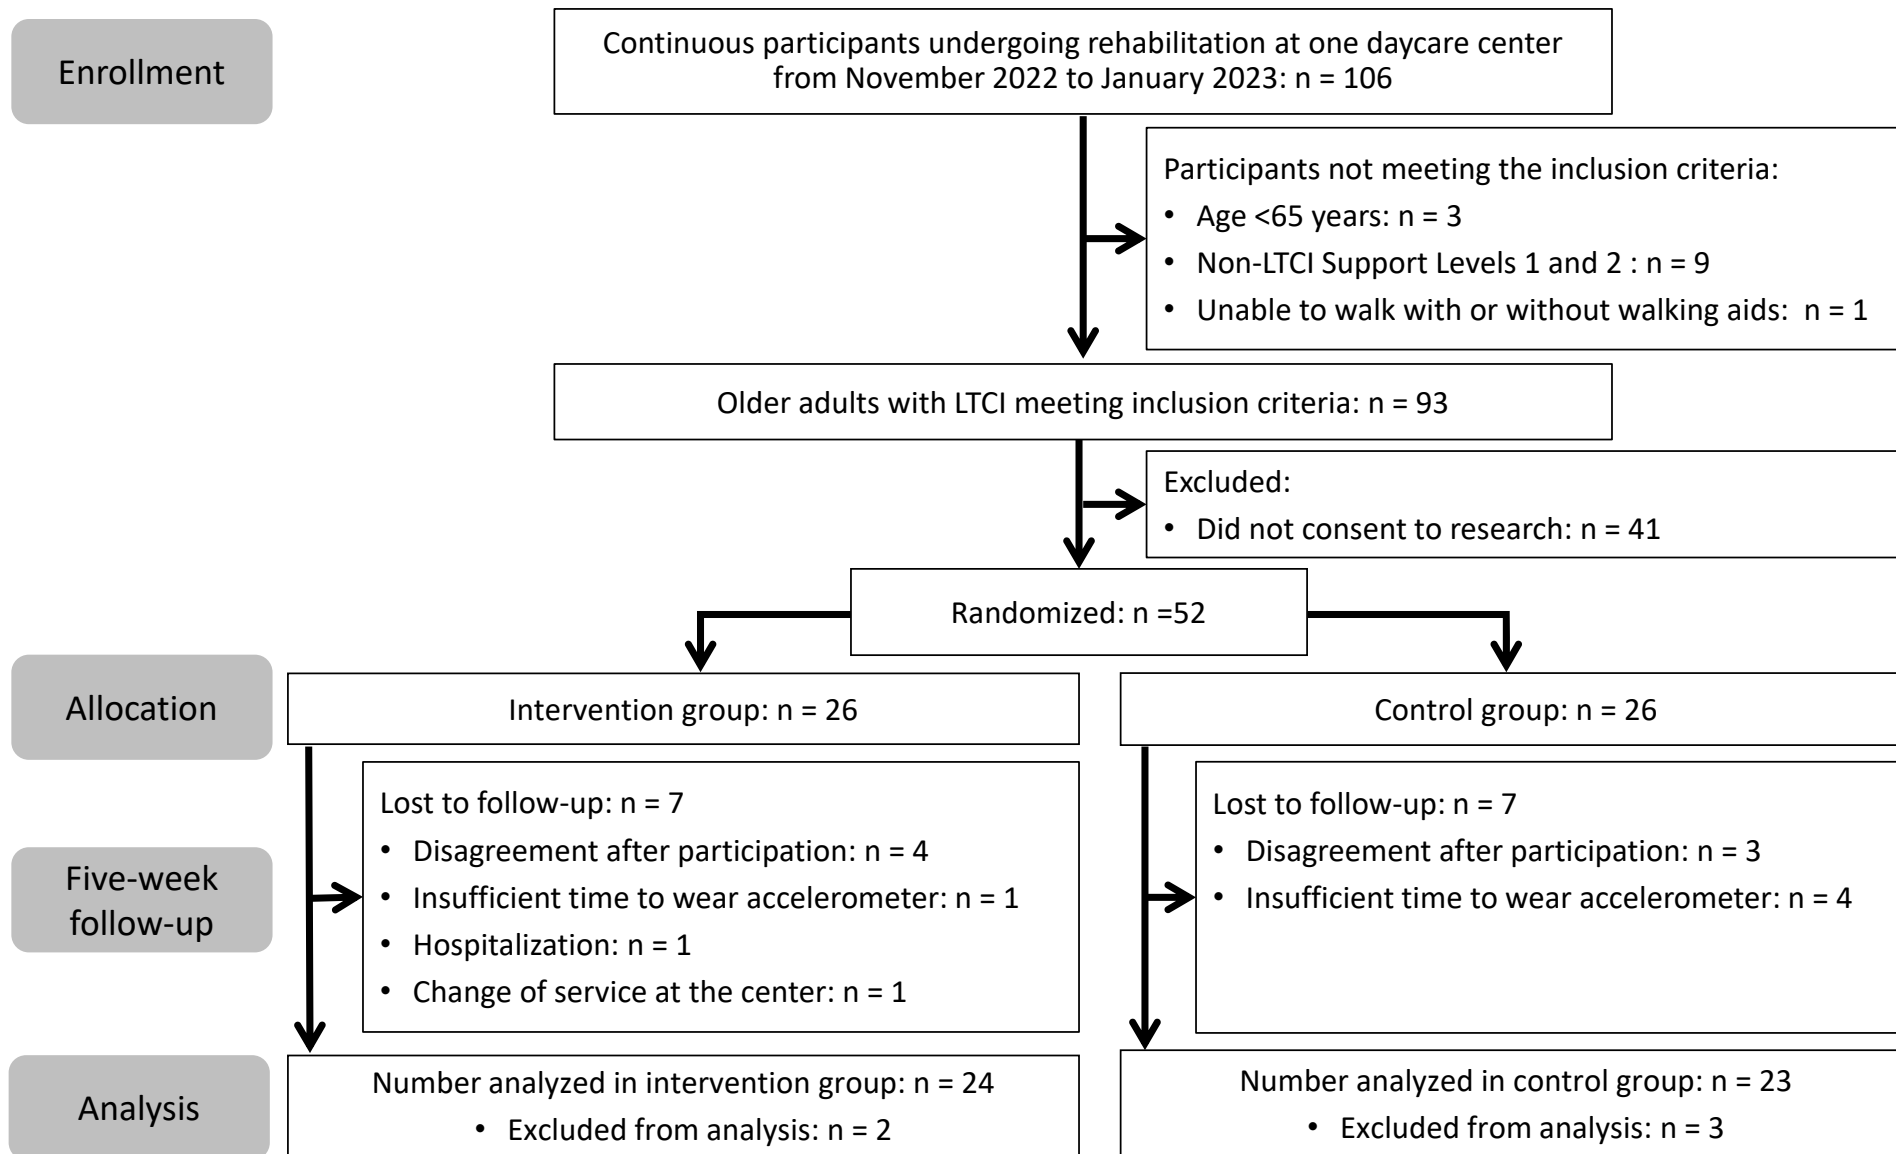 Enrollment
Continuous participants undergoing rehabilitation at one daycare center
from November 2022 to January 2023: n = 106
Participants not meeting the inclusion criteria:
• Age <65 years: n = 3
• Non-LTCI Support Levels 1 and 2 : n = 9
• Unable to walk with or without walking aids:  n = 1
Older adults with LTCI meeting inclusion criteria: n = 93
Excluded:
• Did not consent to research: n = 41
Randomized: n =52
Allocation
Intervention group: n = 26
Control group: n = 26
Five-week
follow-up
Lost to follow-up: n = 7
• Disagreement after participation: n = 4
• Insufficient time to wear accelerometer: n = 1
• Hospitalization: n = 1
• Change of service at the center: n = 1
Lost to follow-up: n = 7
• Disagreement after participation: n = 3
• Insufficient time to wear accelerometer: n = 4
Analysis
Number analyzed in intervention group: n = 24
• Excluded from analysis: n = 2
Number analyzed in control group: n = 23
• Excluded from analysis: n = 3